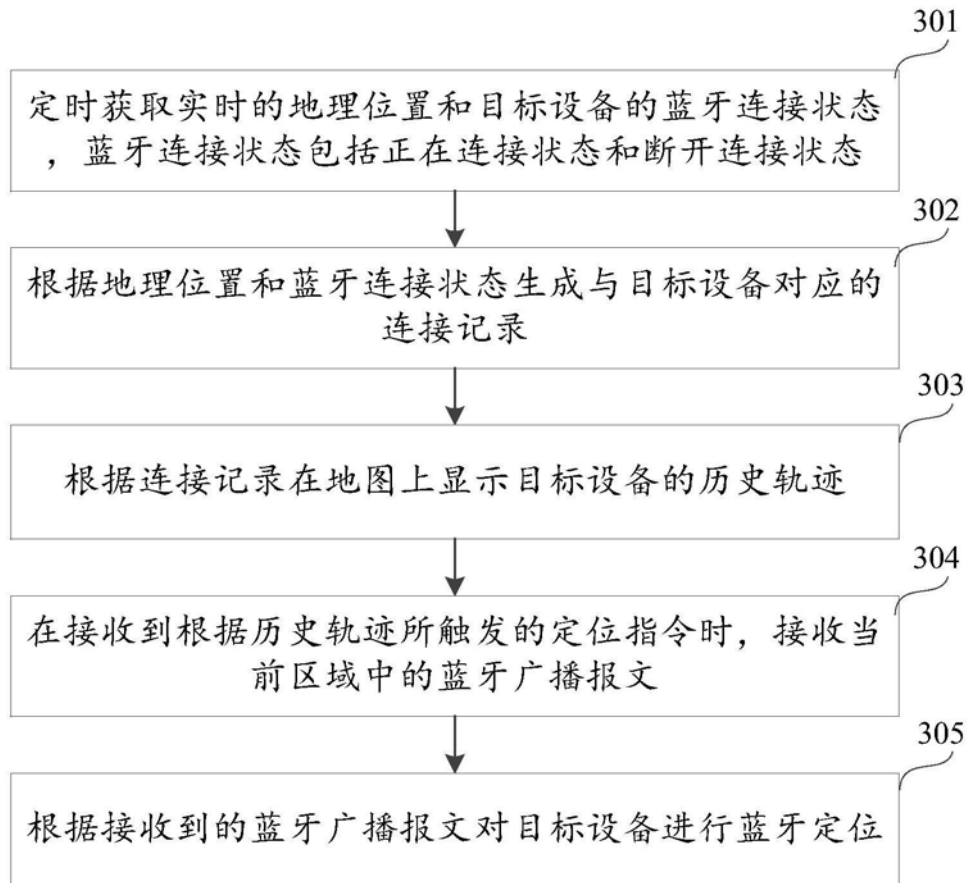 301
定时获取实时的地理位置和目标设备的蓝牙连接状态
，蓝牙连接状态包括正在连接状态和断开连接状态
302
根据地理位置和蓝牙连接状态生成与目标设备对应的
连接记录
303
根据连接记录在地图上显示目标设备的历史轨迹
304
在接收到根据历史轨迹所触发的定位指令时，接收当
前区域中的蓝牙广播报文
305
根据接收到的蓝牙广播报文对目标设备进行蓝牙定位